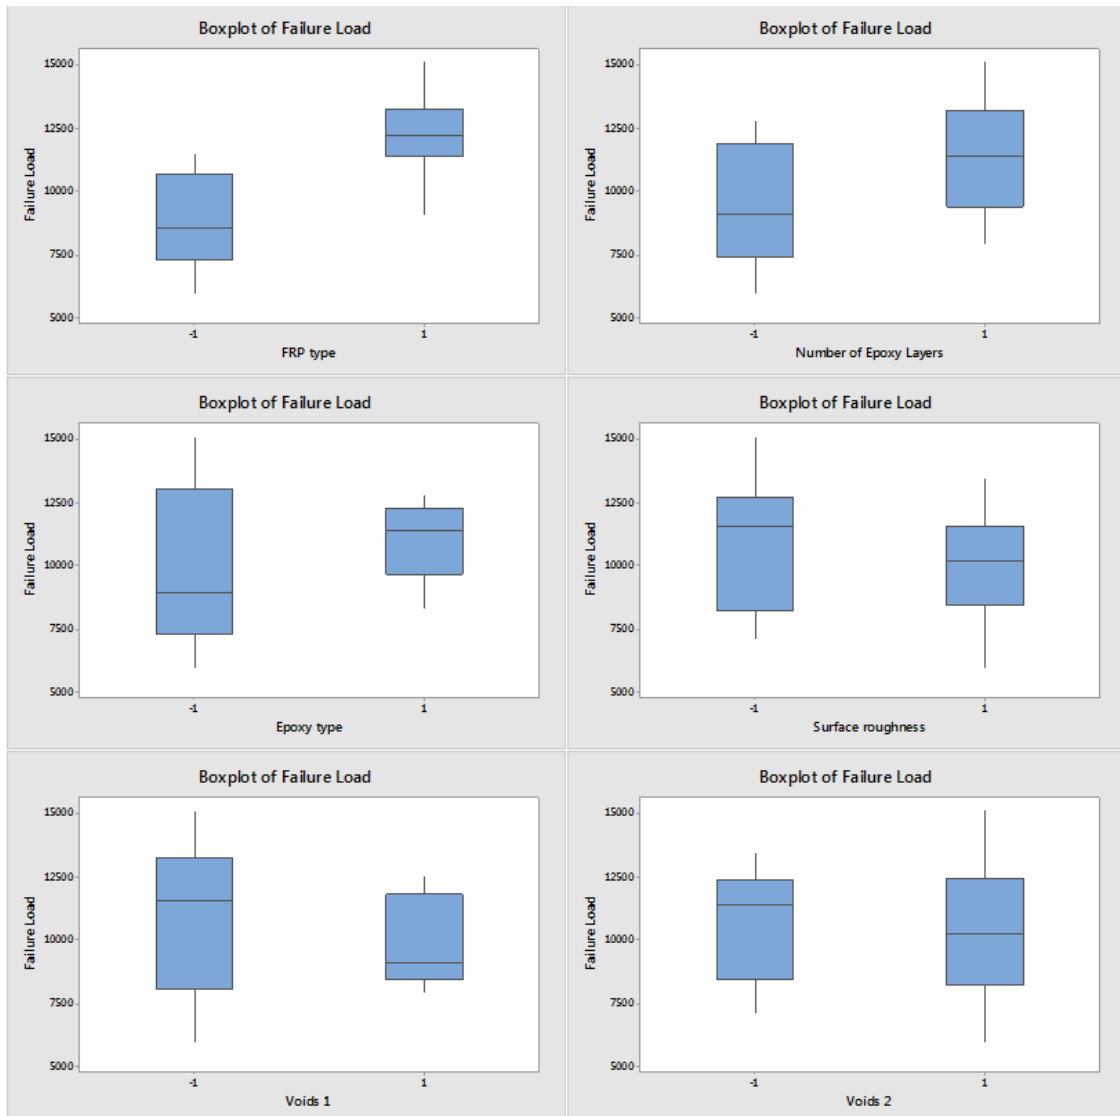 Boxplot of Failure Load
15000
12500
10000
7500
5000
Failure Load
-1
1
FRP type
Boxplot of Failure Load
15000
12500
10000
7500
5000
Failure Load
-1
1
Number of Epoxy Layers
Boxplot of Failure Load
15000
12500
10000
7500
5000
Failure Load
-1
1
Epoxy type
Boxplot of Failure Load
15000
12500
10000
7500
5000
Failure Load
-1
1
Surface roughness
Boxplot of Failure Load
15000
12500
10000
7500
5000
Failure Load
-1
1
Voids 1
Boxplot of Failure Load
15000
12500
10000
7500
5000
Failure Load
-1
1
Voids 2